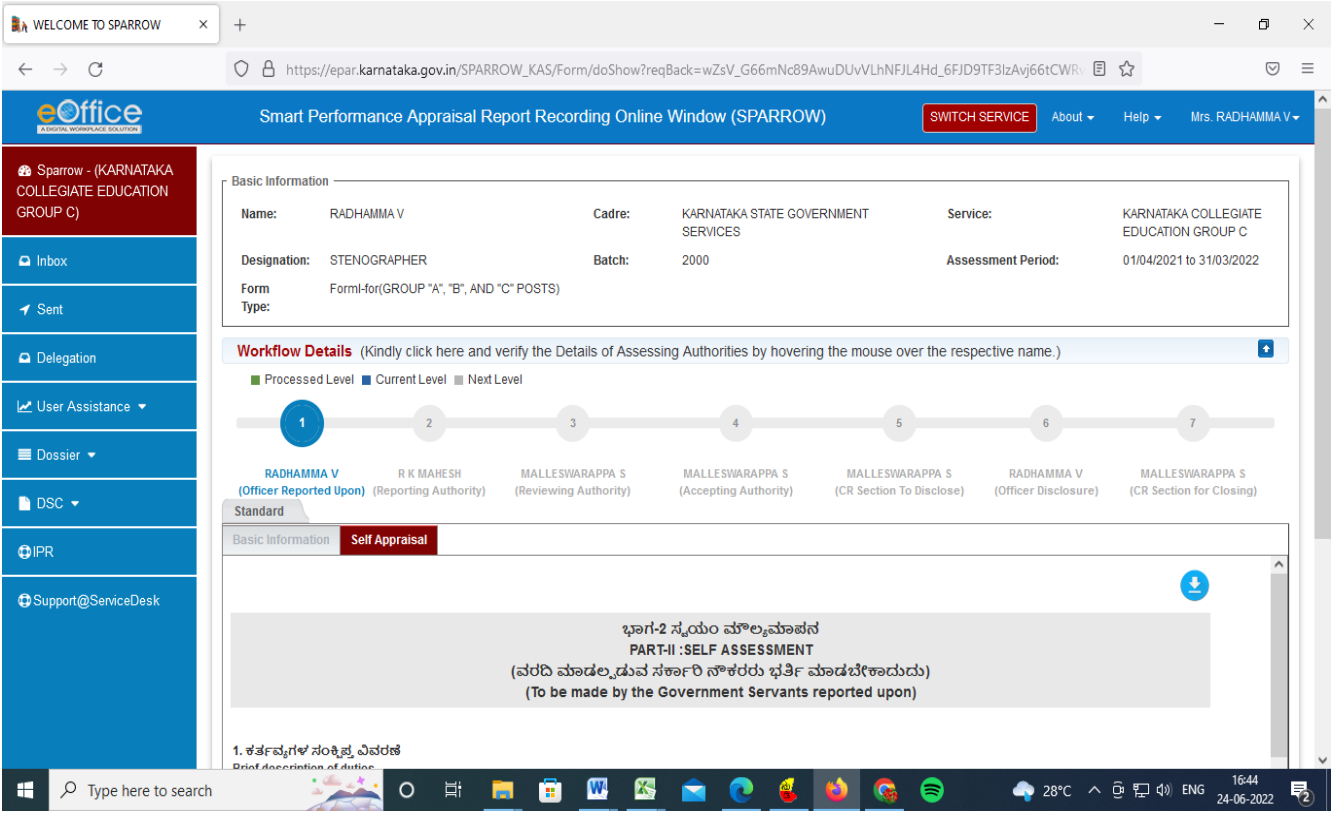 WELCOME TO SPARROW
https://epar.karnataka.gov.in/SPARROW_KAS/Form/doShow?reqBack=wZsV_G66mNc89AwuDUvVLhNFJL4Hd_6FJD9TF3IzAvj66tCWRv
eOffice
A DIGITAL WORKPLACE SOLUTION
Smart Performance Appraisal Report Recording Online Window (SPARROW)
SWITCH SERVICE
About
Help
Mrs. RADHAMMA V
Sparrow - (KARNATAKA
COLLEGIATE EDUCATION
GROUP C)
Inbox
Sent
Delegation
User Assistance
Dossier
DSC
IPR
Support@ServiceDesk
Basic Information
Name: RADHAMMA V Cadre: KARNATAKA STATE GOVERNMENT Service: KARNATAKA COLLEGIATE
SERVICES EDUCATION GROUP C
Designation: STENOGRAPHER Batch: 2000 Assessment Period: 01/04/2021 to 31/03/2022
Form FormI-for(GROUP "A", "B", AND "C" POSTS)
Type:
Workflow Details (Kindly click here and verify the Details of Assessing Authorities by hovering the mouse over the respective name.)
Processed Level Current Level Next Level
1 2 3 4 5 6 7
RADHAMMA V R K MAHESH MALLESWARAPPA S MALLESWARAPPA S MALLESWARAPPA S RADHAMMA V MALLESWARAPPA S
(Officer Reported Upon) (Reporting Authority) (Reviewing Authority) (Accepting Authority) (CR Section To Disclose) (Officer Disclosure) (CR Section for Closing)
Standard
Basic Information Self Appraisal
ಭಾಗ-2 ಸ್ವಯಂ ಮೌಲ್ಯಮಾಪನ
PART-II :SELF ASSESSMENT
(ವರದಿ ಮಾಡಲ್ಪಡುವ ಸರ್ಕಾರಿ ನೌಕರರು ಭರ್ತಿ ಮಾಡಬೇಕಾದುದು)
(To be made by the Government Servants reported upon)
1. ಕರ್ತವ್ಯಗಳ ಸಂಕ್ಷಿಪ್ತ ವಿವರಣೆ
Brief description of duties
Type here to search
28°C
ENG
16:44
24-06-2022
2